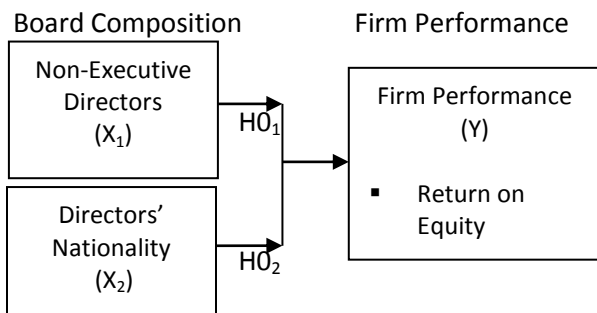 Board Composition
Firm Performance
Non-Executive
Directors
(X₁)
H0₁
Firm Performance
(Y)
▪ Return on
Equity
Directors’
Nationality
(X₂)
H0₂